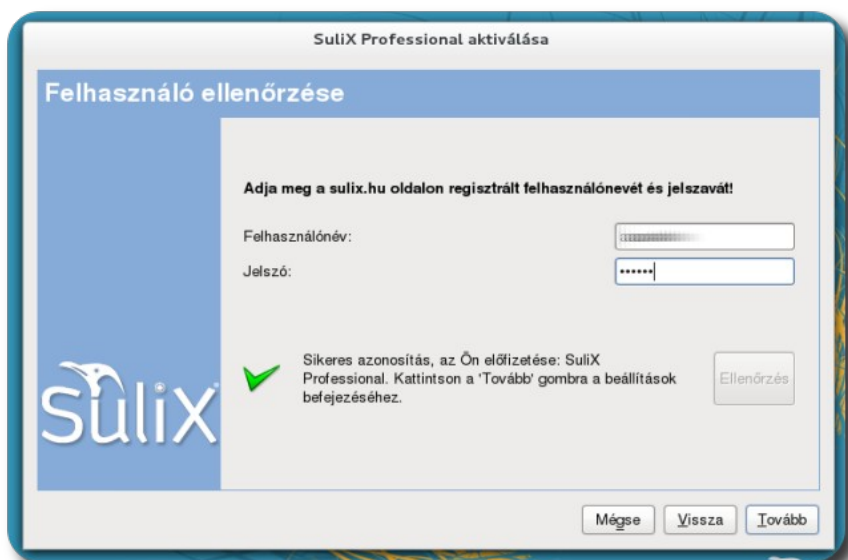 SuliX Professional aktiválása
Felhasználó ellenőrzése
Adja meg a sulix.hu oldalon regisztrált felhasználónevét és jelszavát!
Felhasználónév:
Jelszó:
Sikeres azonosítás, az Ön előfizetése: SuliX
Professional. Kattintson a 'Tovább' gombra a beállítások
befejezéséhez.
Ellenőrzés
SuliX
Mégse Vissza Tovább